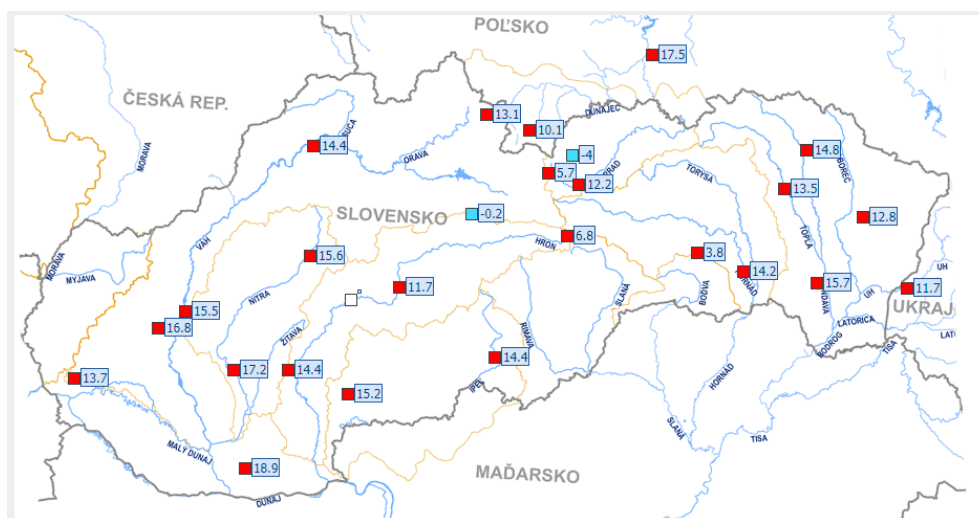 POĽSKO
17.5
ČESKÁ REP.
13.1
DUNAJEC
10.1
MORAVA
14.4
ORAVA
-4
14.8
5.7
12.2
TORYSA
13.5
SLOVENSKO
-0.2
12.8
VÁH
HRON
6.8
TOPĽA
MORAVA
MYJAVA
15.6
3.8
14.2
UH
NITRA
11.7
SLANÁ
BODVA
15.7
UH
11.7
UKRAJ
15.5
16.8
ŽITAVA
RIMAVA
LATORICA
BODROG
TISA
14.4
13.7
17.2
14.4
IPEĽ
HORNÁD
15.2
SLANÁ
TISA
MALÝ DUNAJ
18.9
DUNAJ
MAĎARSKO